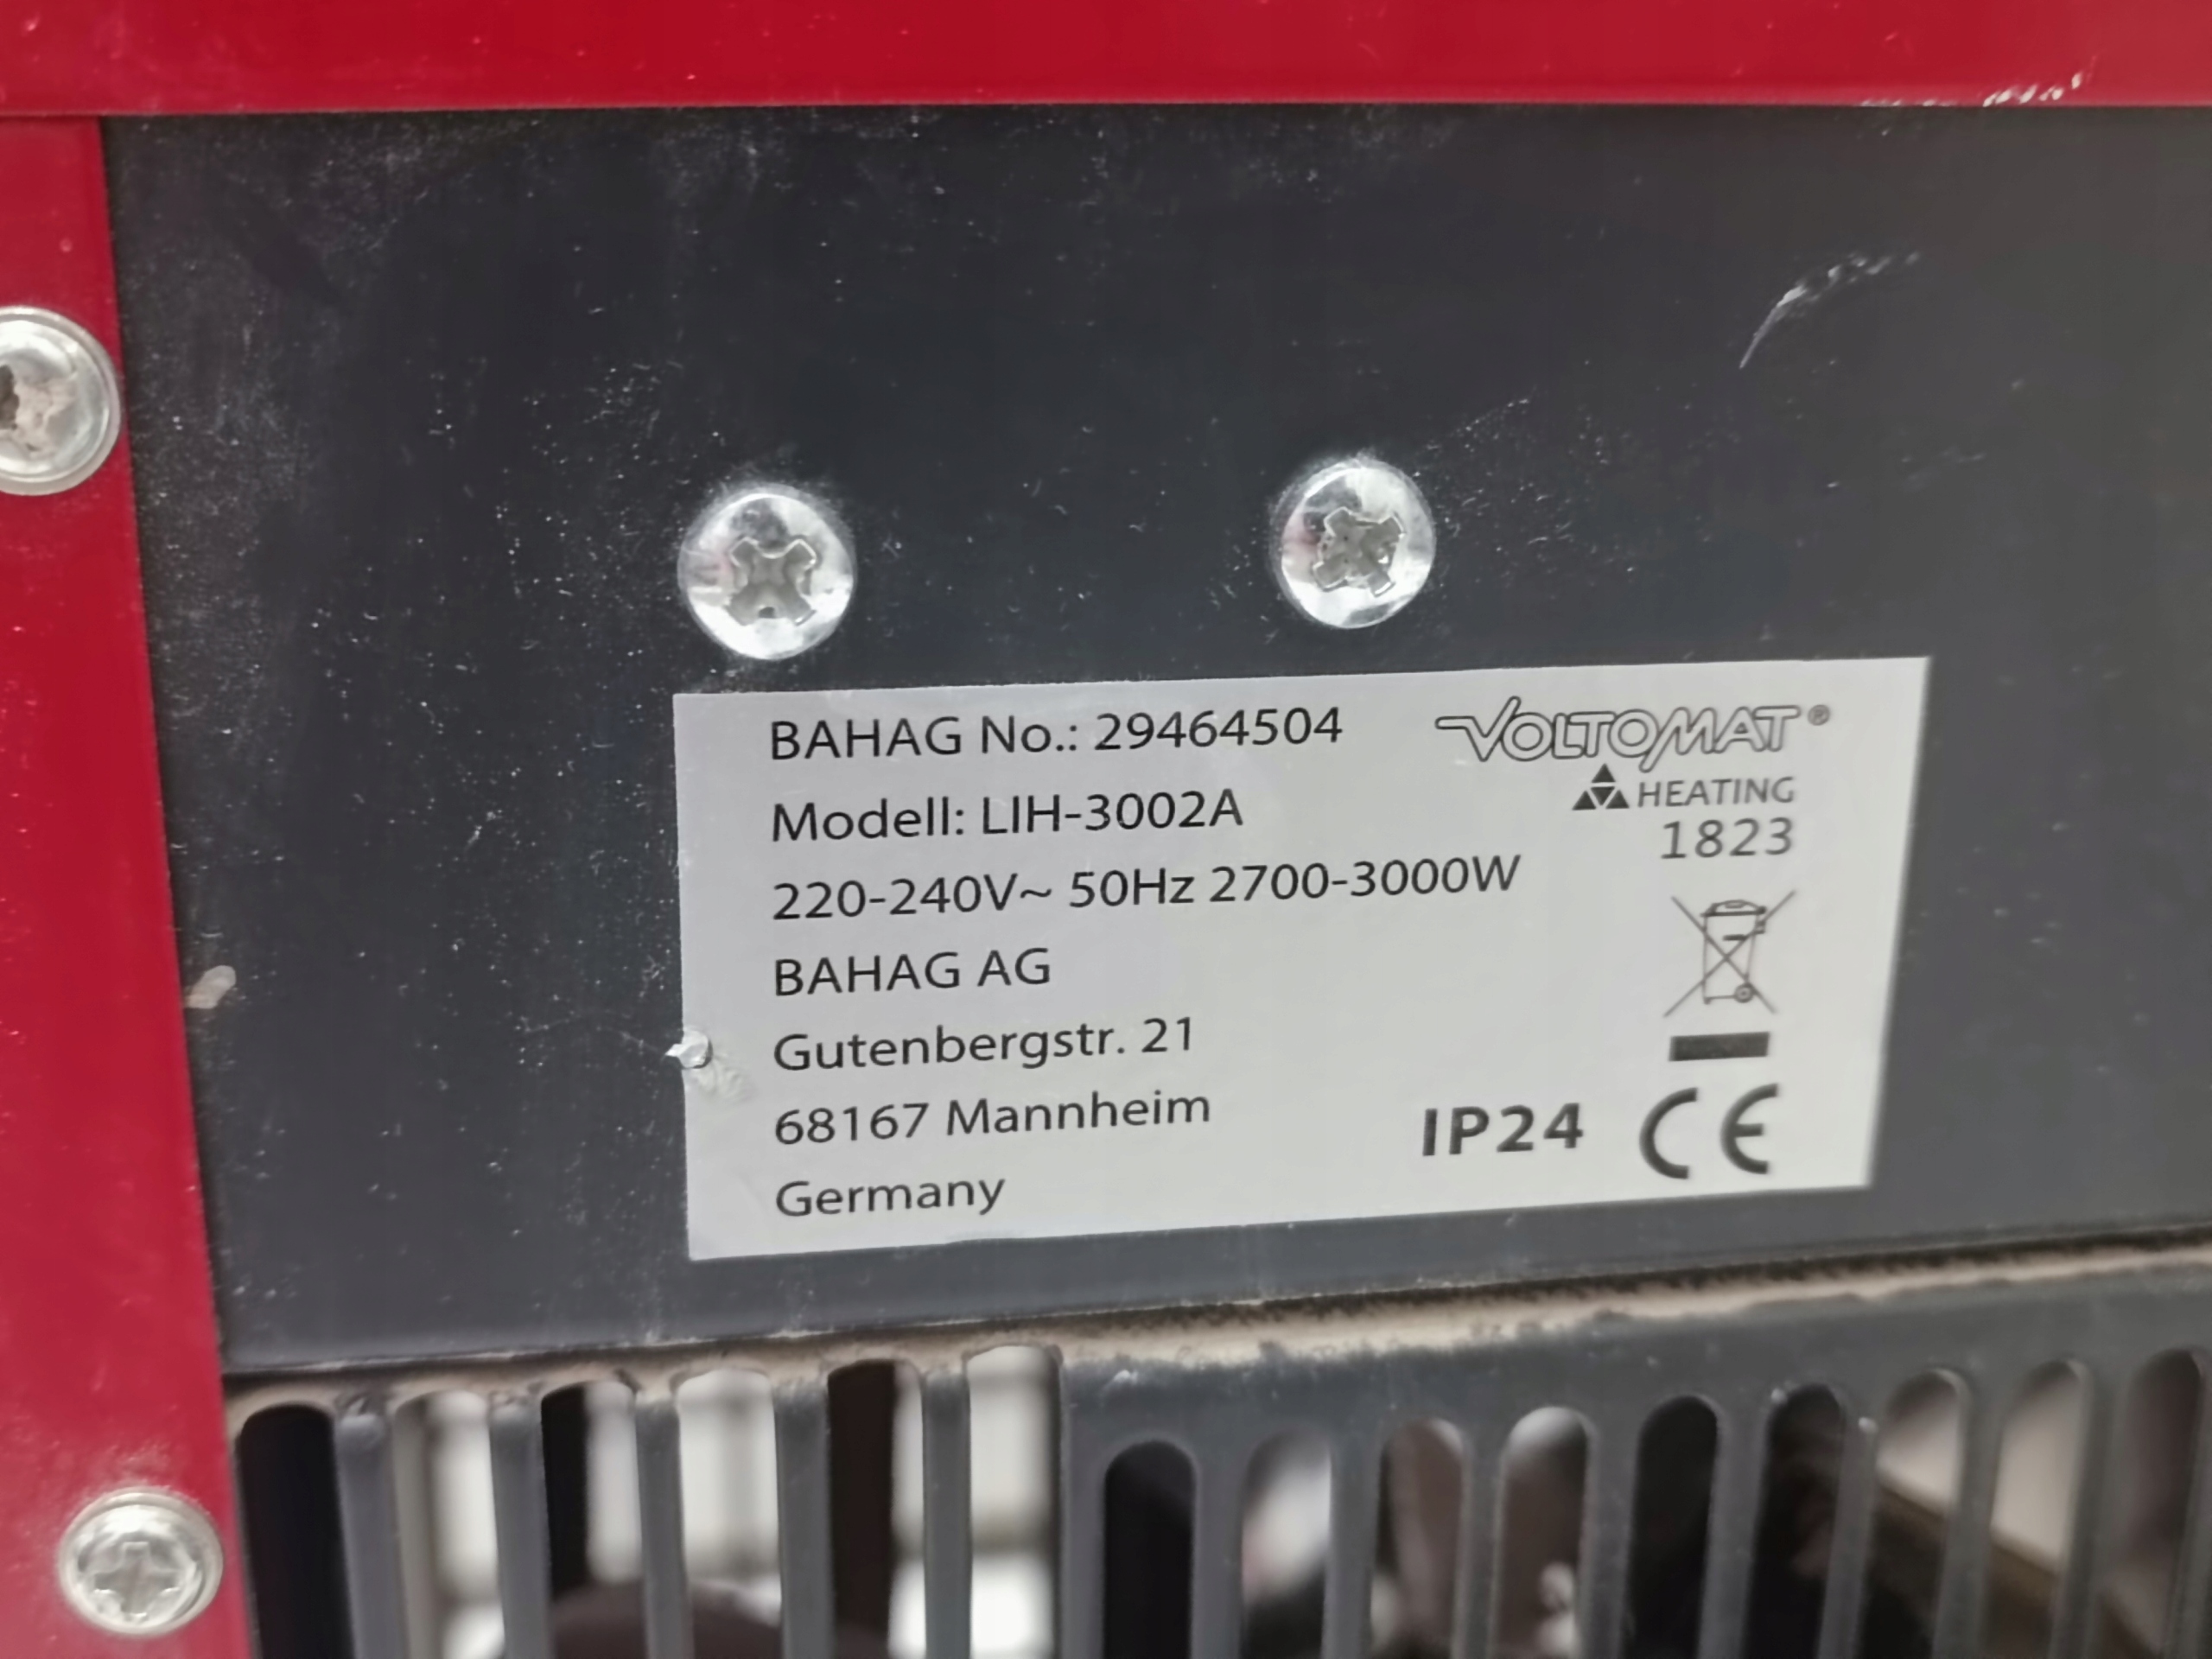 BAHAG No.: 29464504
VOLTOMAT®
HEATING
Modell: LIH-3002A
1823
220-240V~ 50Hz 2700-3000W
BAHAG AG
Gutenbergstr. 21
68167 Mannheim
Germany
IP24 CE